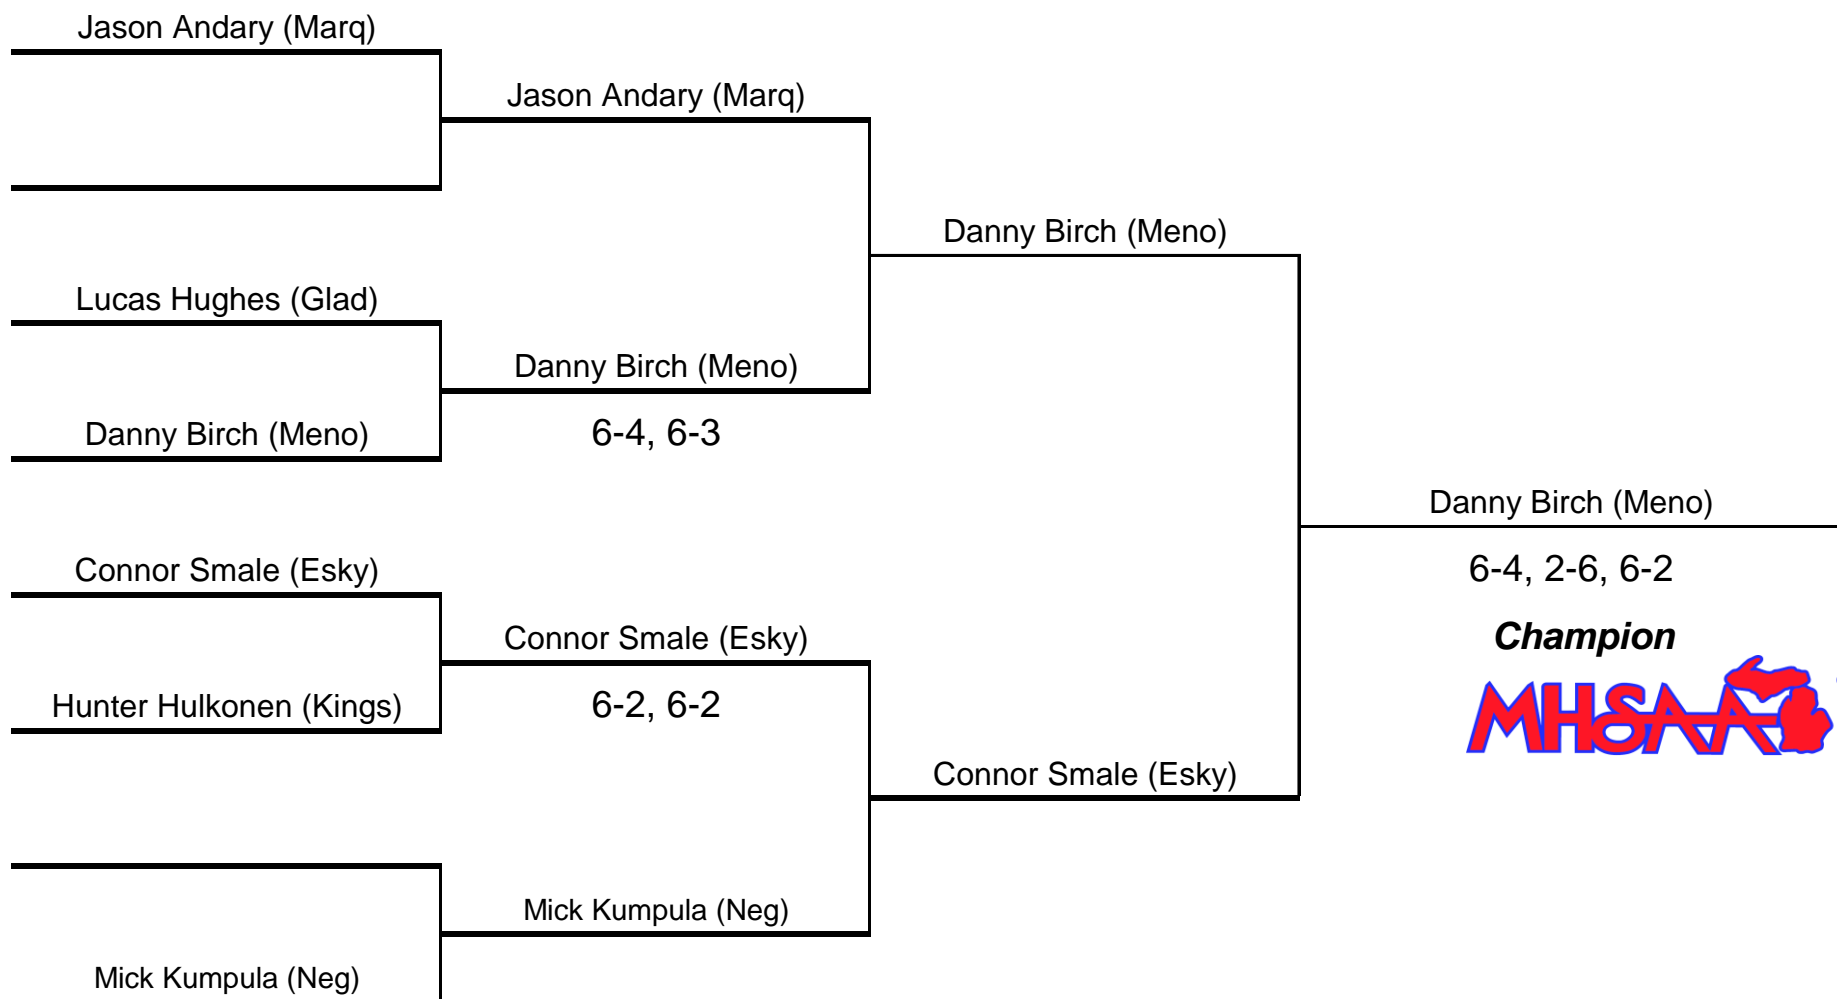 Jason Andary (Marq)
Jason Andary (Marq)
Danny Birch (Meno)
Lucas Hughes (Glad)
Danny Birch (Meno)
Danny Birch (Meno)
6-4, 6-3
Danny Birch (Meno)
6-4, 2-6, 6-2
Champion
MHSAA
Connor Smale (Esky)
Connor Smale (Esky)
Hunter Hulkonen (Kings)
6-2, 6-2
Connor Smale (Esky)
Mick Kumpula (Neg)
Mick Kumpula (Neg)